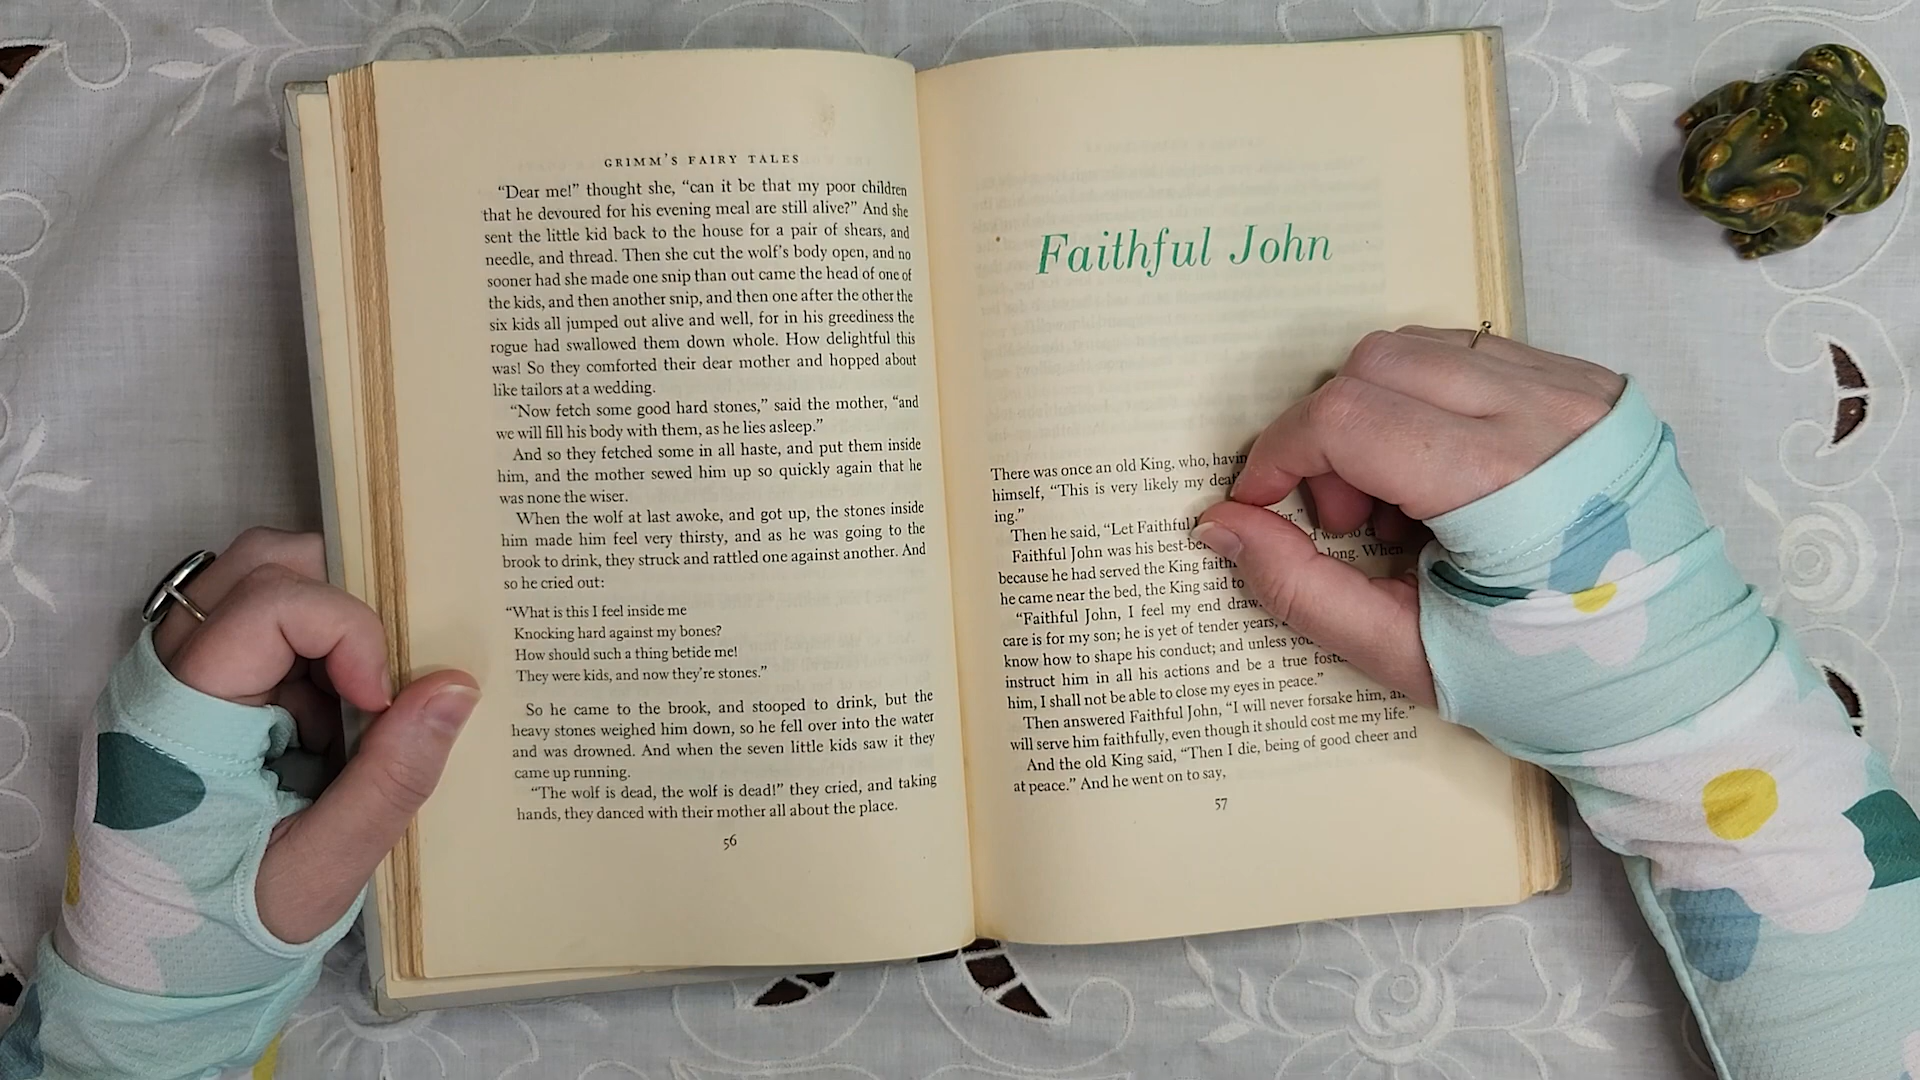 GRIMM'S FAIRY TALES
“Dear me!” thought she, “can it be that my poor children
that he devoured for his evening meal are still alive?” And she
sent the little kid back to the house for a pair of shears, and
needle, and thread. Then she cut the wolf's body open, and no
sooner had she made one snip than out came the head of one of
the kids, and then another snip, and then one after the other the
six kids all jumped out alive and well, for in his greediness the
rogue had swallowed them down whole. How delightful this
was! So they comforted their dear mother and hopped about
like tailors at a wedding.
“Now fetch some good hard stones,” said the mother, “and
we will fill his body with them, as he lies asleep.”
And so they fetched some in all haste, and put them inside
him, and the mother sewed him up so quickly again that he
was none the wiser.
When the wolf at last awoke, and got up, the stones inside
him made him feel very thirsty, and as he was going to the
brook to drink, they struck and rattled one against another. And
so he cried out:
“What is this I feel inside me
Knocking hard against my bones?
How should such a thing betide me!
They were kids, and now they're stones.”
So he came to the brook, and stooped to drink, but the
heavy stones weighed him down, so he fell over into the water
and was drowned. And when the seven little kids saw it they
came up running.
“The wolf is dead, the wolf is dead!” they cried, and taking
hands, they danced with their mother all about the place.
56
Faithful John
There was once an old King, who,
himself, “This is very likely my
ing.”
Then he said, “Let Faithful
Faithful John was his long. When
because he had served the King
he came near the bed, the King said to
“Faithful John, I feel my end
care is for my son; he is yet of tender years,
know how to shape his conduct; and unless
instruct him in all his actions and be a true
him, I shall not be able to close my eyes in peace.”
Then answered Faithful John, “I will never forsake him,
will serve him faithfully, even though it should cost me my life.”
And the old King said, “Then I die, being of good cheer and
at peace.” And he went on to say,
57